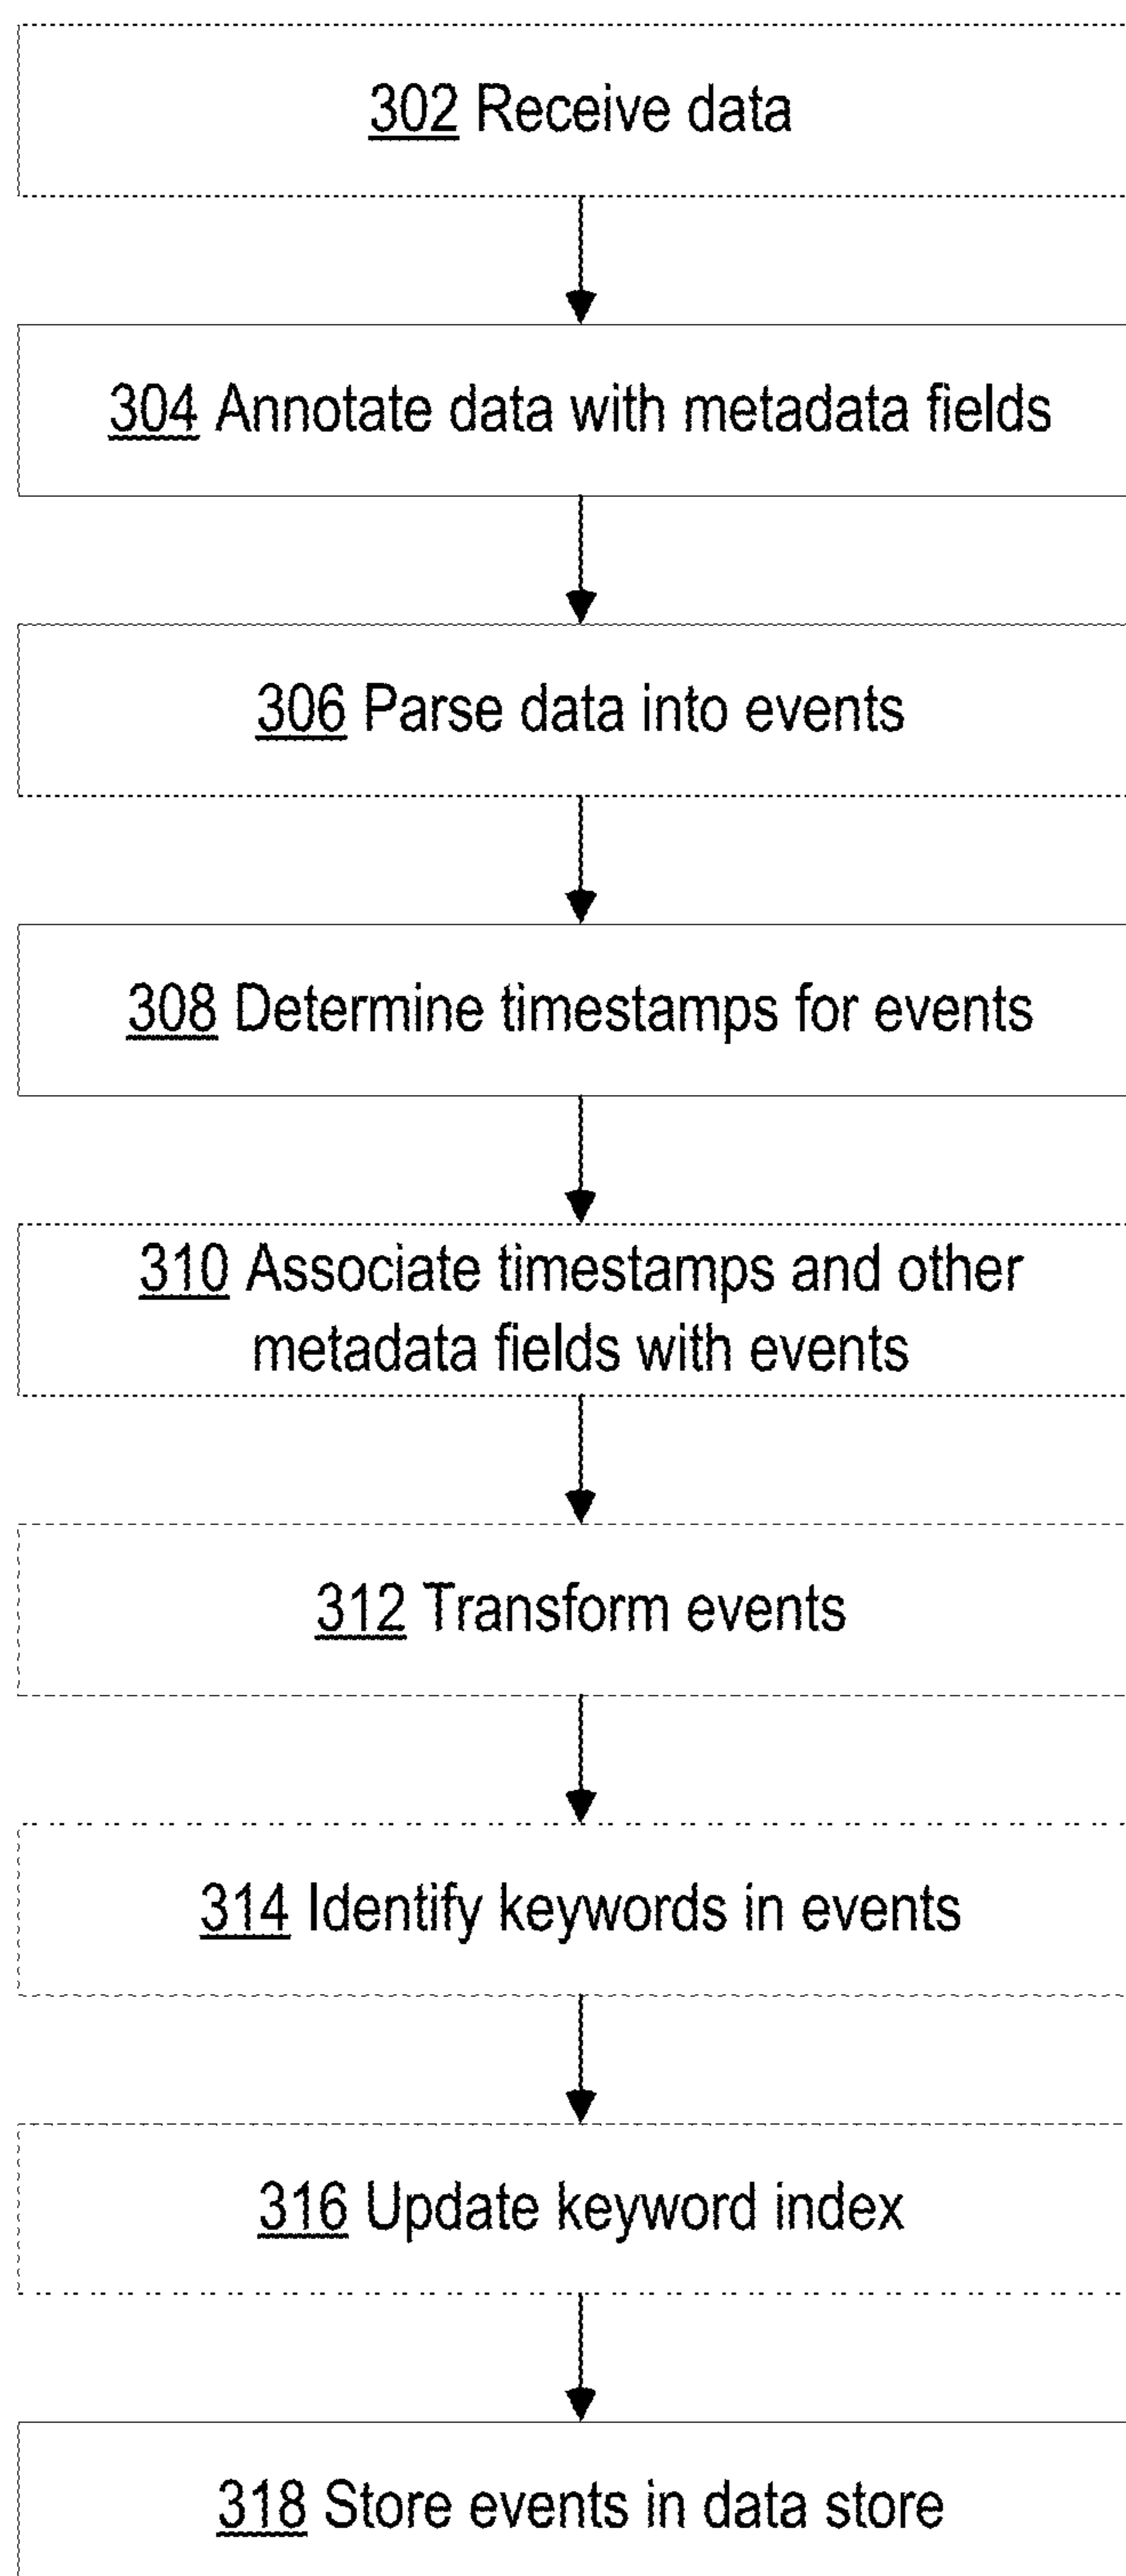 302 Receive data
304 Annotate data with metadata fields
306 Parse data into events
308 Determine timestamps for events
310 Associate timestamps and other
metadata fields with events
312 Transform events
314 Identify keywords in events
316 Update keyword index
318 Store events in data store